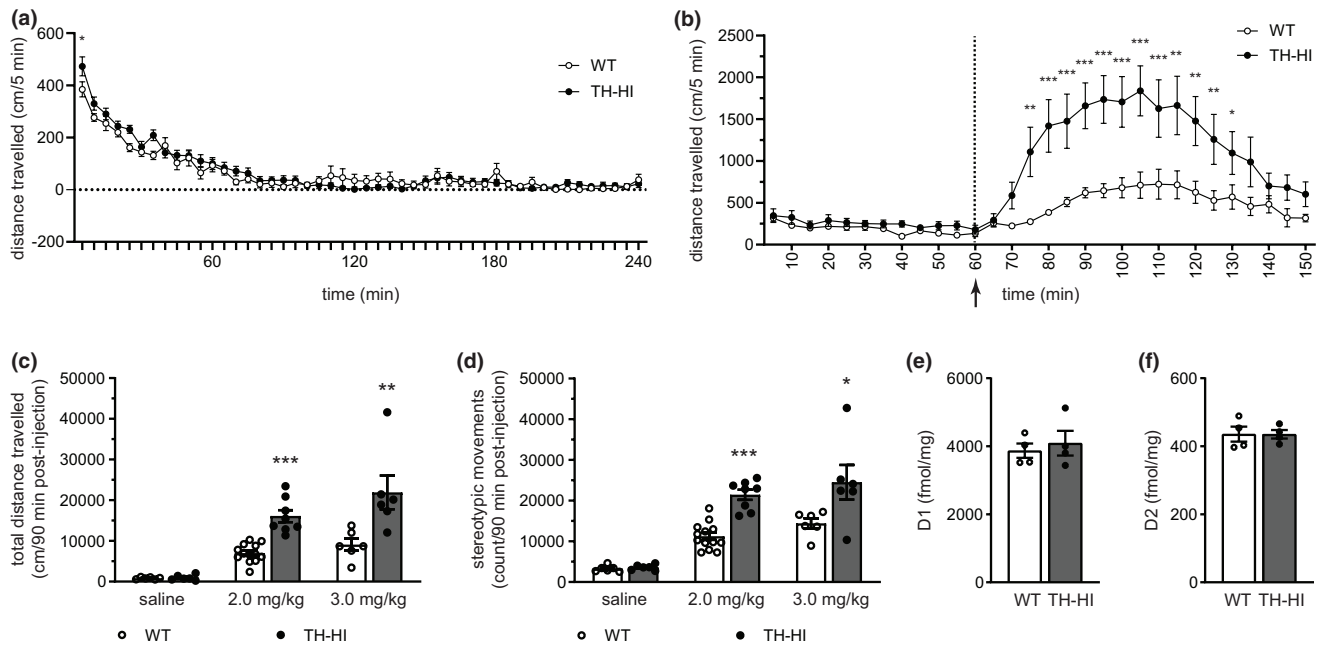 (a)
600
400
200
0
-200
distance travelled (cm/5 min)
*
WT
TH-HI
60
120
180
240
time (min)
(b)
2500
2000
1500
1000
500
0
distance travelled (cm/5 min)
WT
TH-HI
** *** *** *** *** *** *** *** ** ** ** *
10 20 30 40 50 60 70 80 90 100 110 120 130 140 150
time (min)
(c)
50000
40000
30000
20000
10000
0
total distance travelled
(cm/90 min post-injection)
***
**
saline 2.0 mg/kg 3.0 mg/kg
WT TH-HI
(d)
50000
40000
30000
20000
10000
0
stereotypic movements
(count/90 min post-injection)
***
*
saline 2.0 mg/kg 3.0 mg/kg
WT TH-HI
(e)
6000
4000
2000
0
D1 (fmol/mg)
WT TH-HI
(f)
600
400
200
0
D2 (fmol/mg)
WT TH-HI